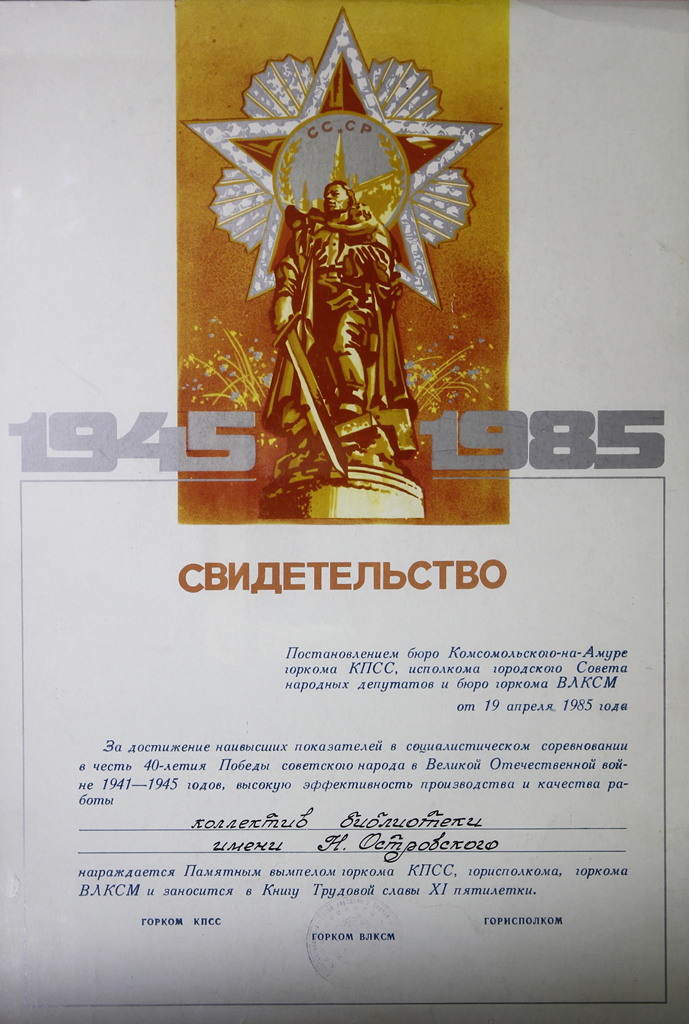 СССР
1945 1985
СВИДЕТЕЛЬСТВО
Постановлением бюро Комсомольского-на-Амуре
горкома КПСС, исполкома городского Совета
народных депутатов и бюро горкома ВЛКСМ
от 19 апреля 1985 года
За достижение наивысших показателей в социалистическом соревновании
в честь 40-летия Победы советского народа в Великой Отечественной вой-
не 1941—1945 годов, высокую эффективность производства и качества ра-
боты
коллектив библиотеки
имени Н. Островского
награждается Памятным вымпелом горкома КПСС, горисполкома, горкома
ВЛКСМ и заносится в Книгу Трудовой славы XI пятилетки.
ГОРКОМ КПСС
ГОРИСПОЛКОМ
ГОРКОМ ВЛКСМ